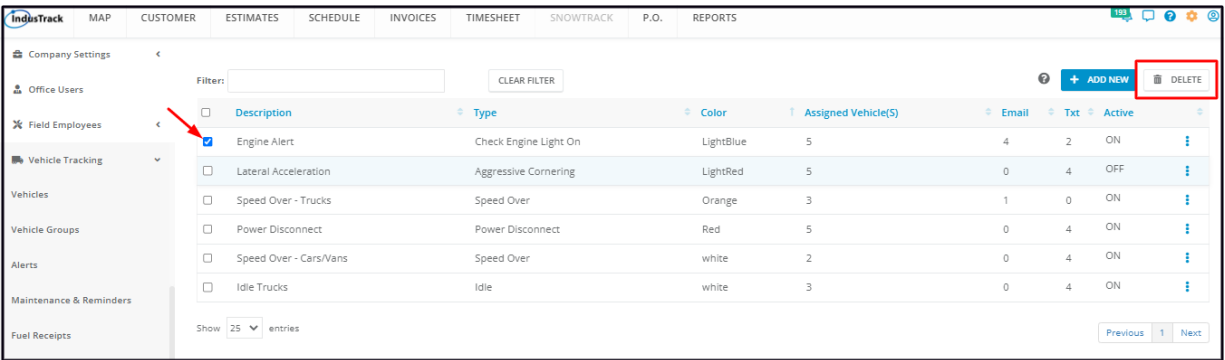 IndusTrack MAP CUSTOMER ESTIMATES SCHEDULE INVOICES TIMESHEET SNOWTRACK P.O. REPORTS 193
Company Settings
Office Users
Field Employees
Vehicle Tracking
Vehicles
Vehicle Groups
Alerts
Maintenance & Reminders
Fuel Receipts
Filter: CLEAR FILTER ? + ADD NEW DELETE
Description Type Color Assigned Vehicle(S) Email Txt Active
Engine Alert Check Engine Light On LightBlue 5 4 2 ON
Lateral Acceleration Aggressive Cornering LightRed 5 0 4 OFF
Speed Over - Trucks Speed Over Orange 3 1 0 ON
Power Disconnect Power Disconnect Red 5 0 4 ON
Speed Over - Cars/Vans Speed Over white 2 0 4 ON
Idle Trucks Idle white 3 0 4 ON
Show 25 entries
Previous 1 Next